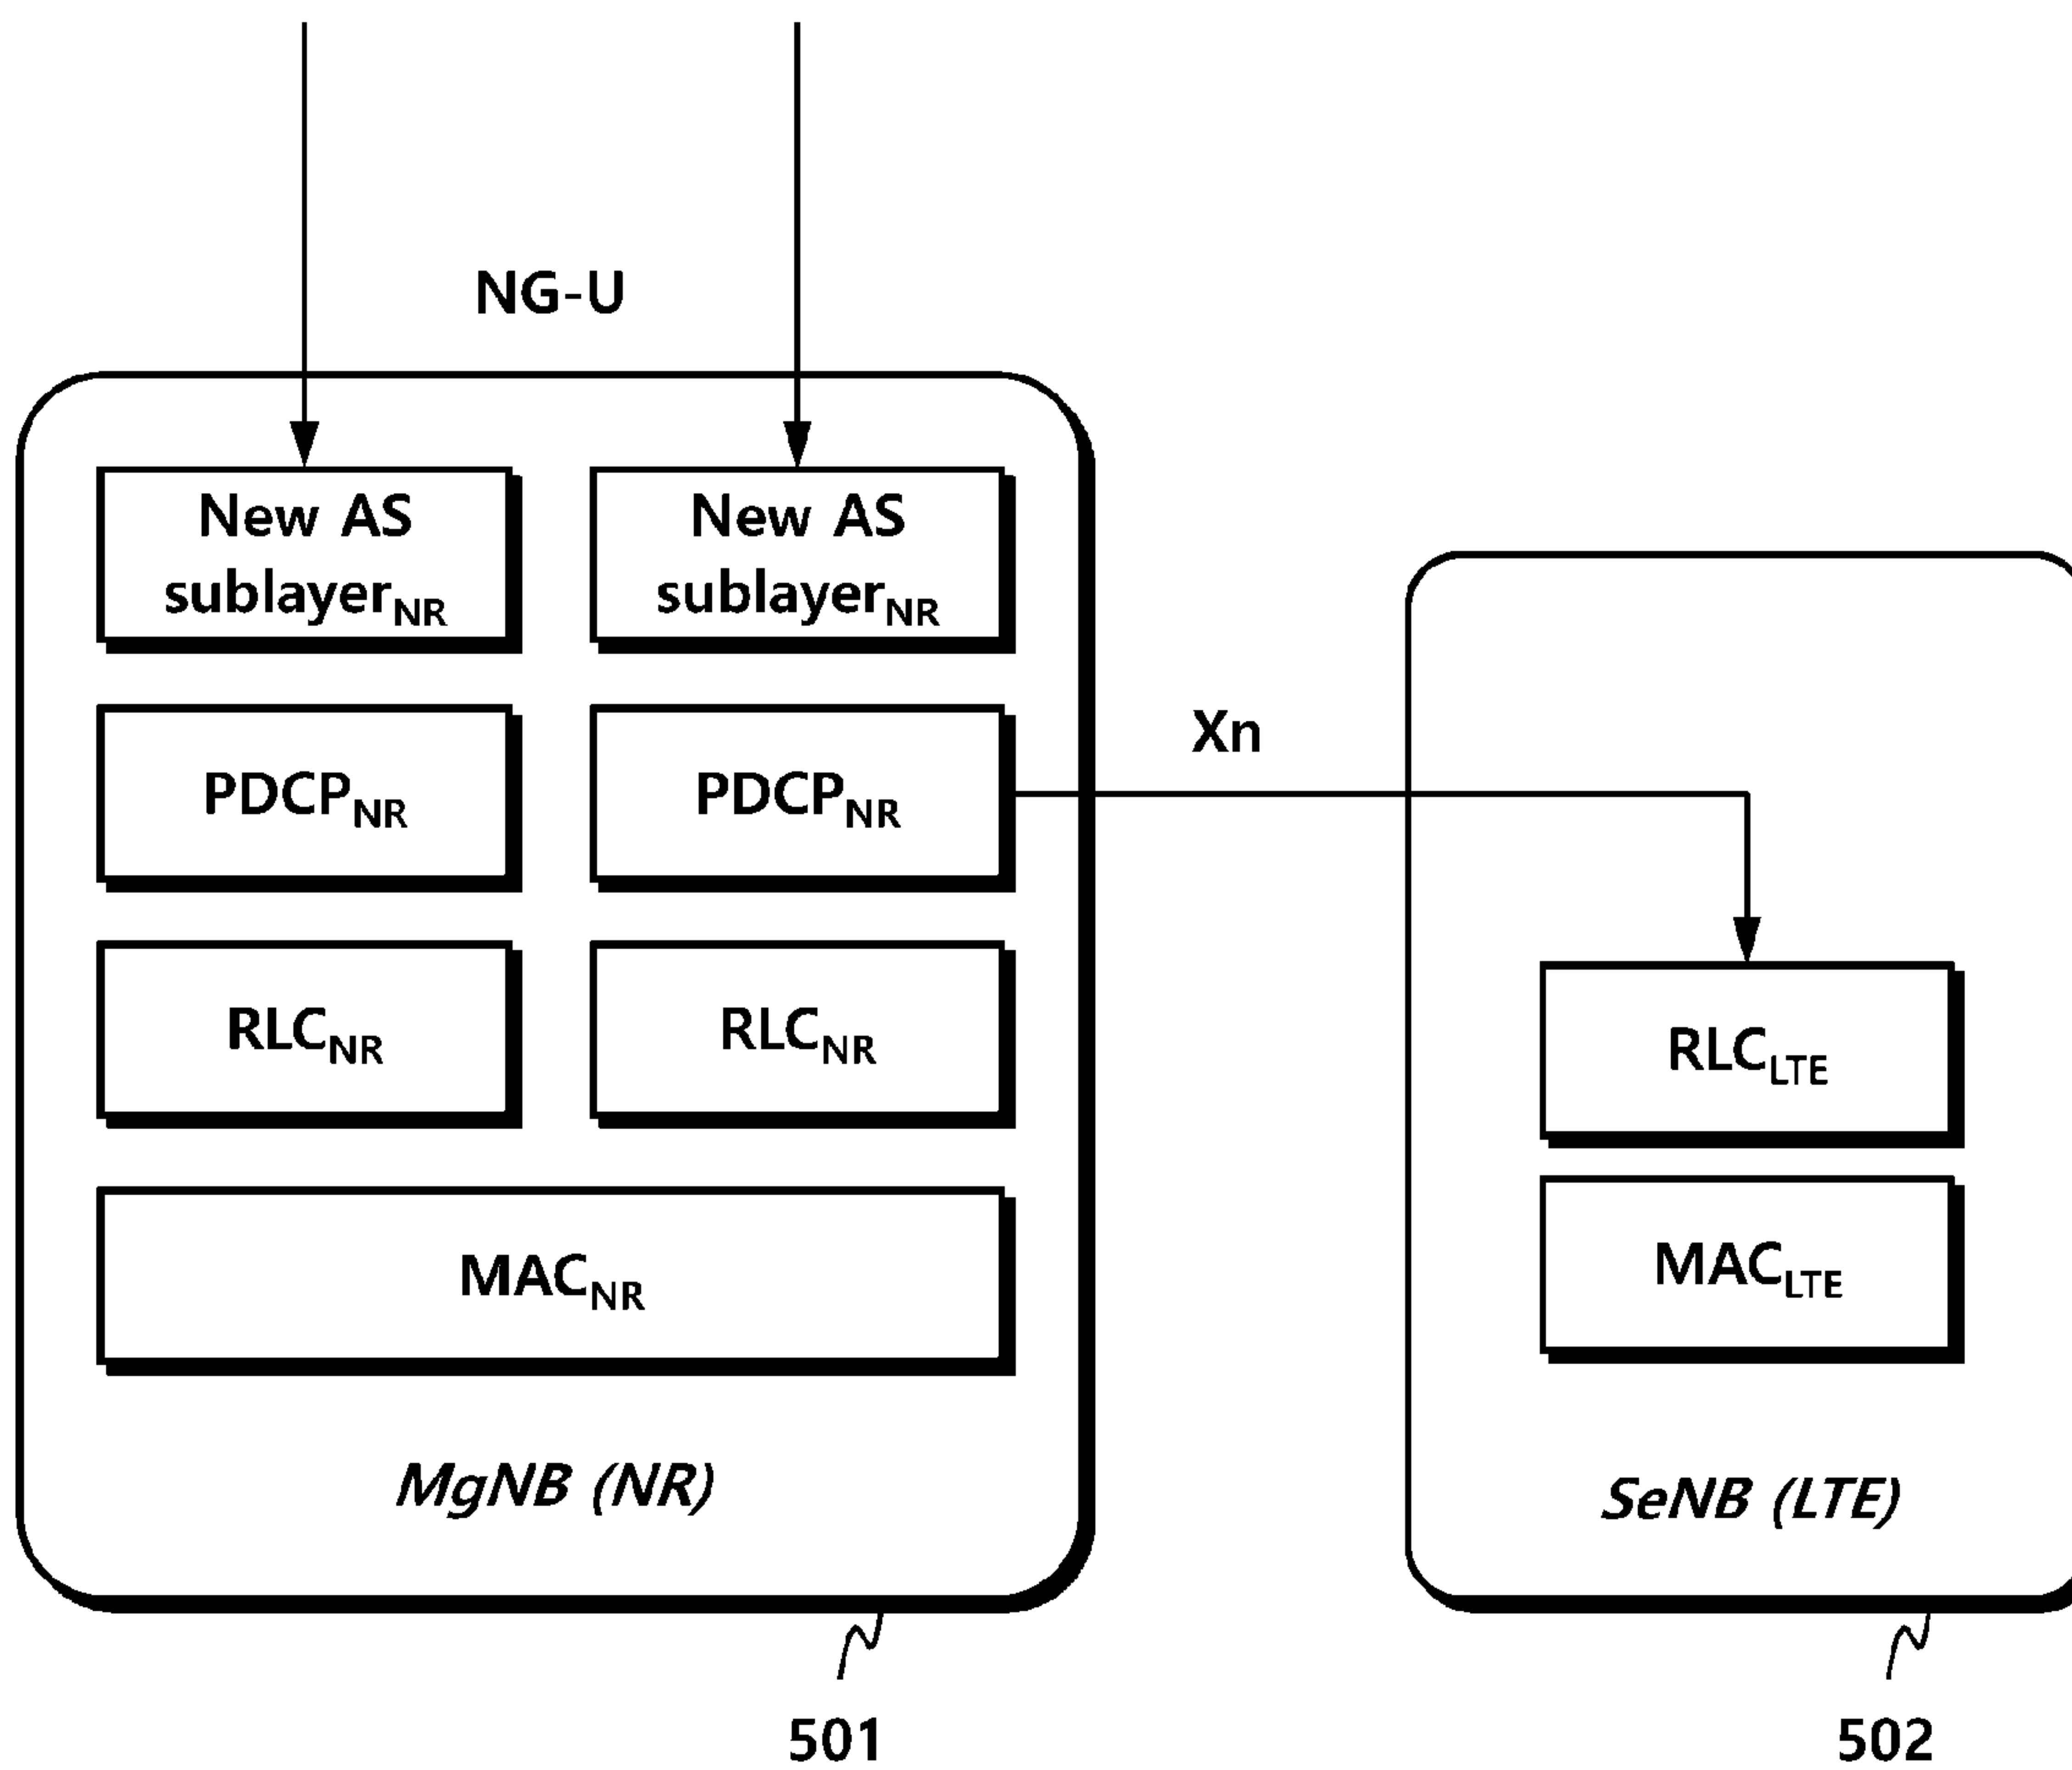 NG-U
New AS
sublayerNR
New AS
sublayerNR
PDCPNR
PDCPNR
Xn
RLCNR
RLCNR
RLCLTE
MACNR
MACLTE
MgNB (NR)
SeNB (LTE)
501
502